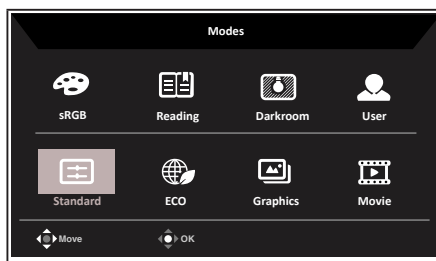 Modes
sRGB Reading Darkroom User
Standard ECO Graphics Movie
Move OK